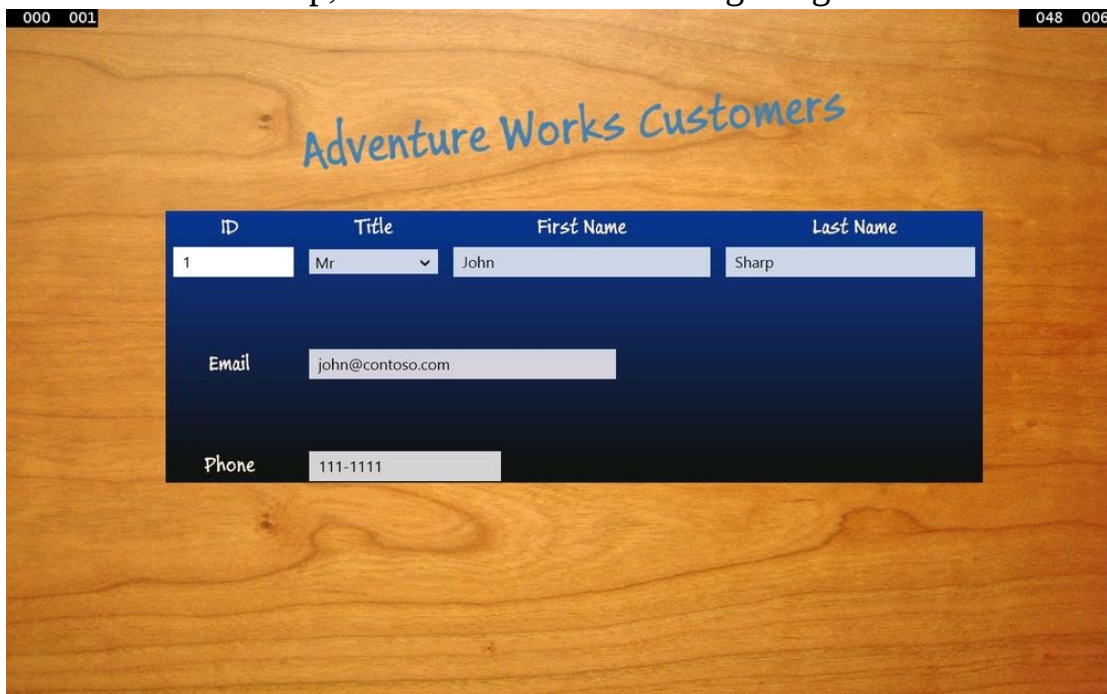 000 001 048 006
Adventure Works Customers
ID Title First Name Last Name
1 Mr John Sharp
Email john@contoso.com
Phone 111-1111